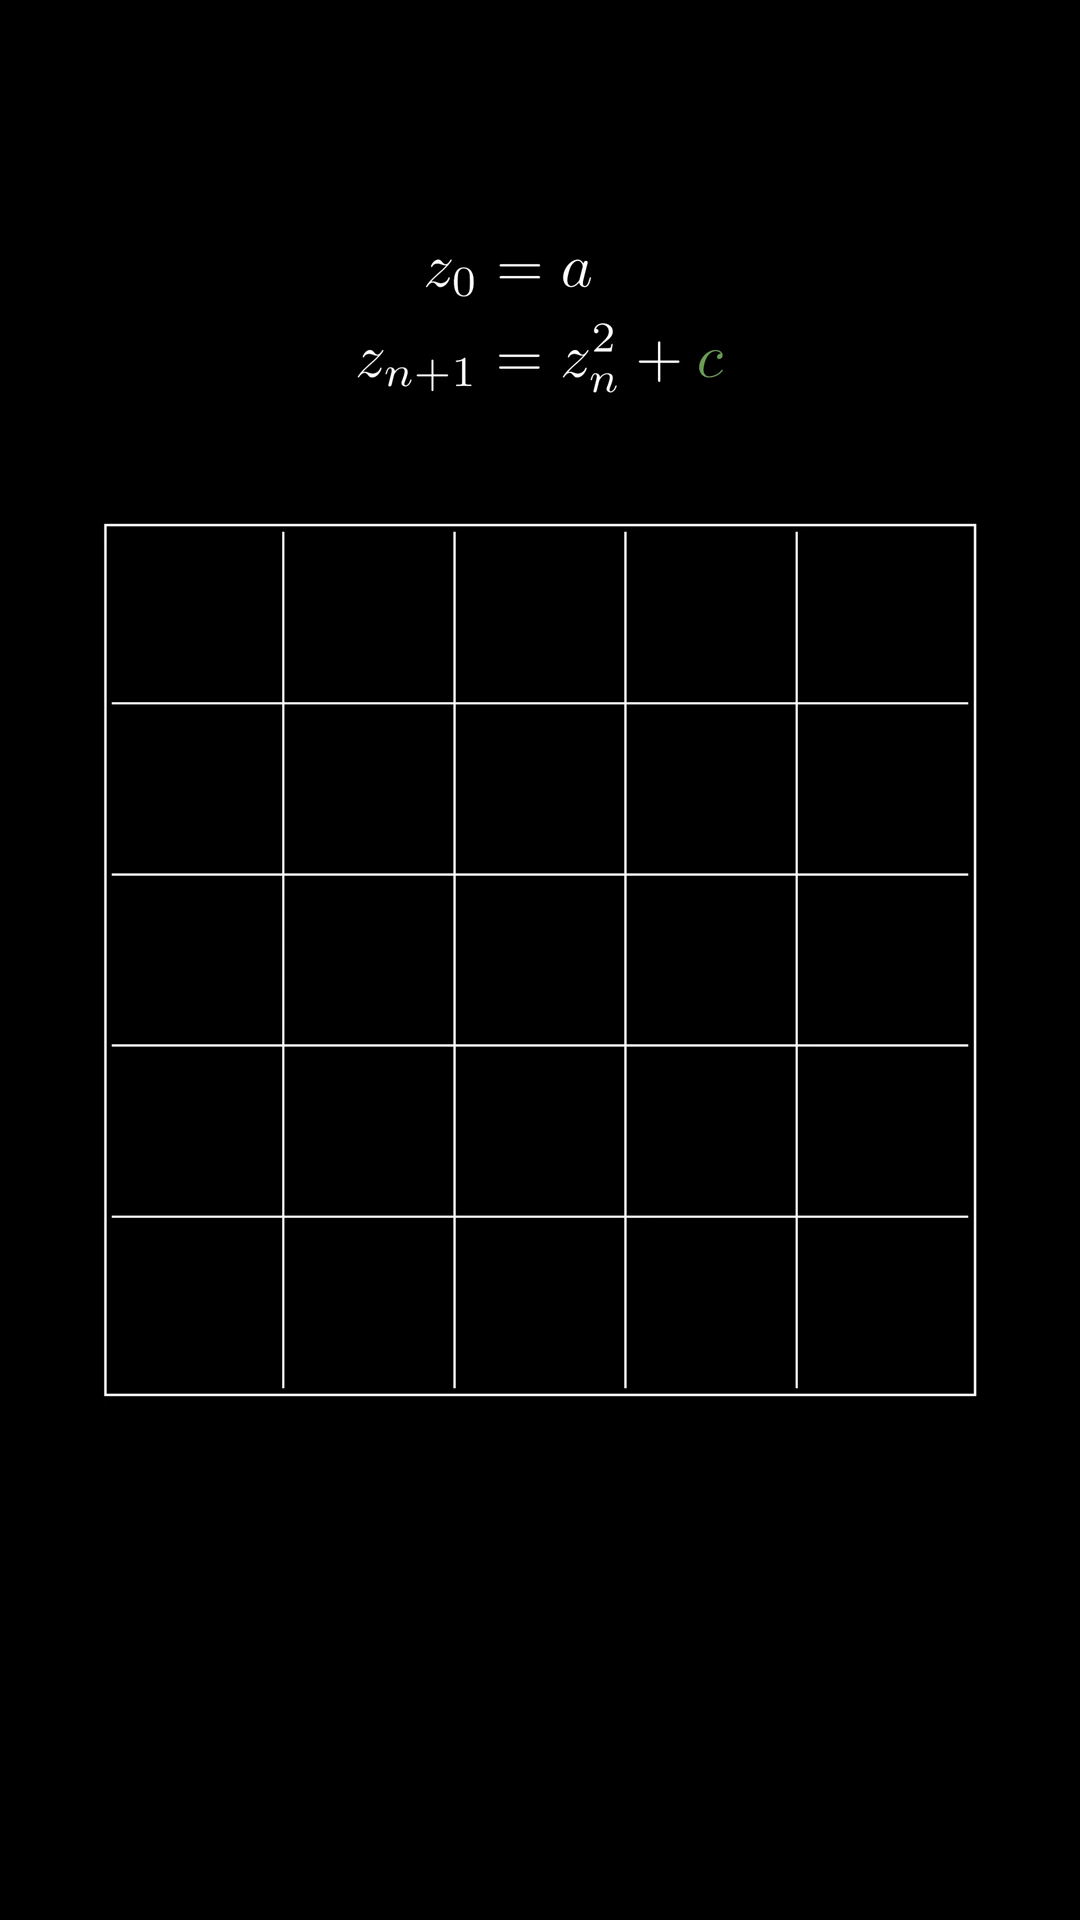 z₀ = a
zₙ₊₁ = zₙ² + c